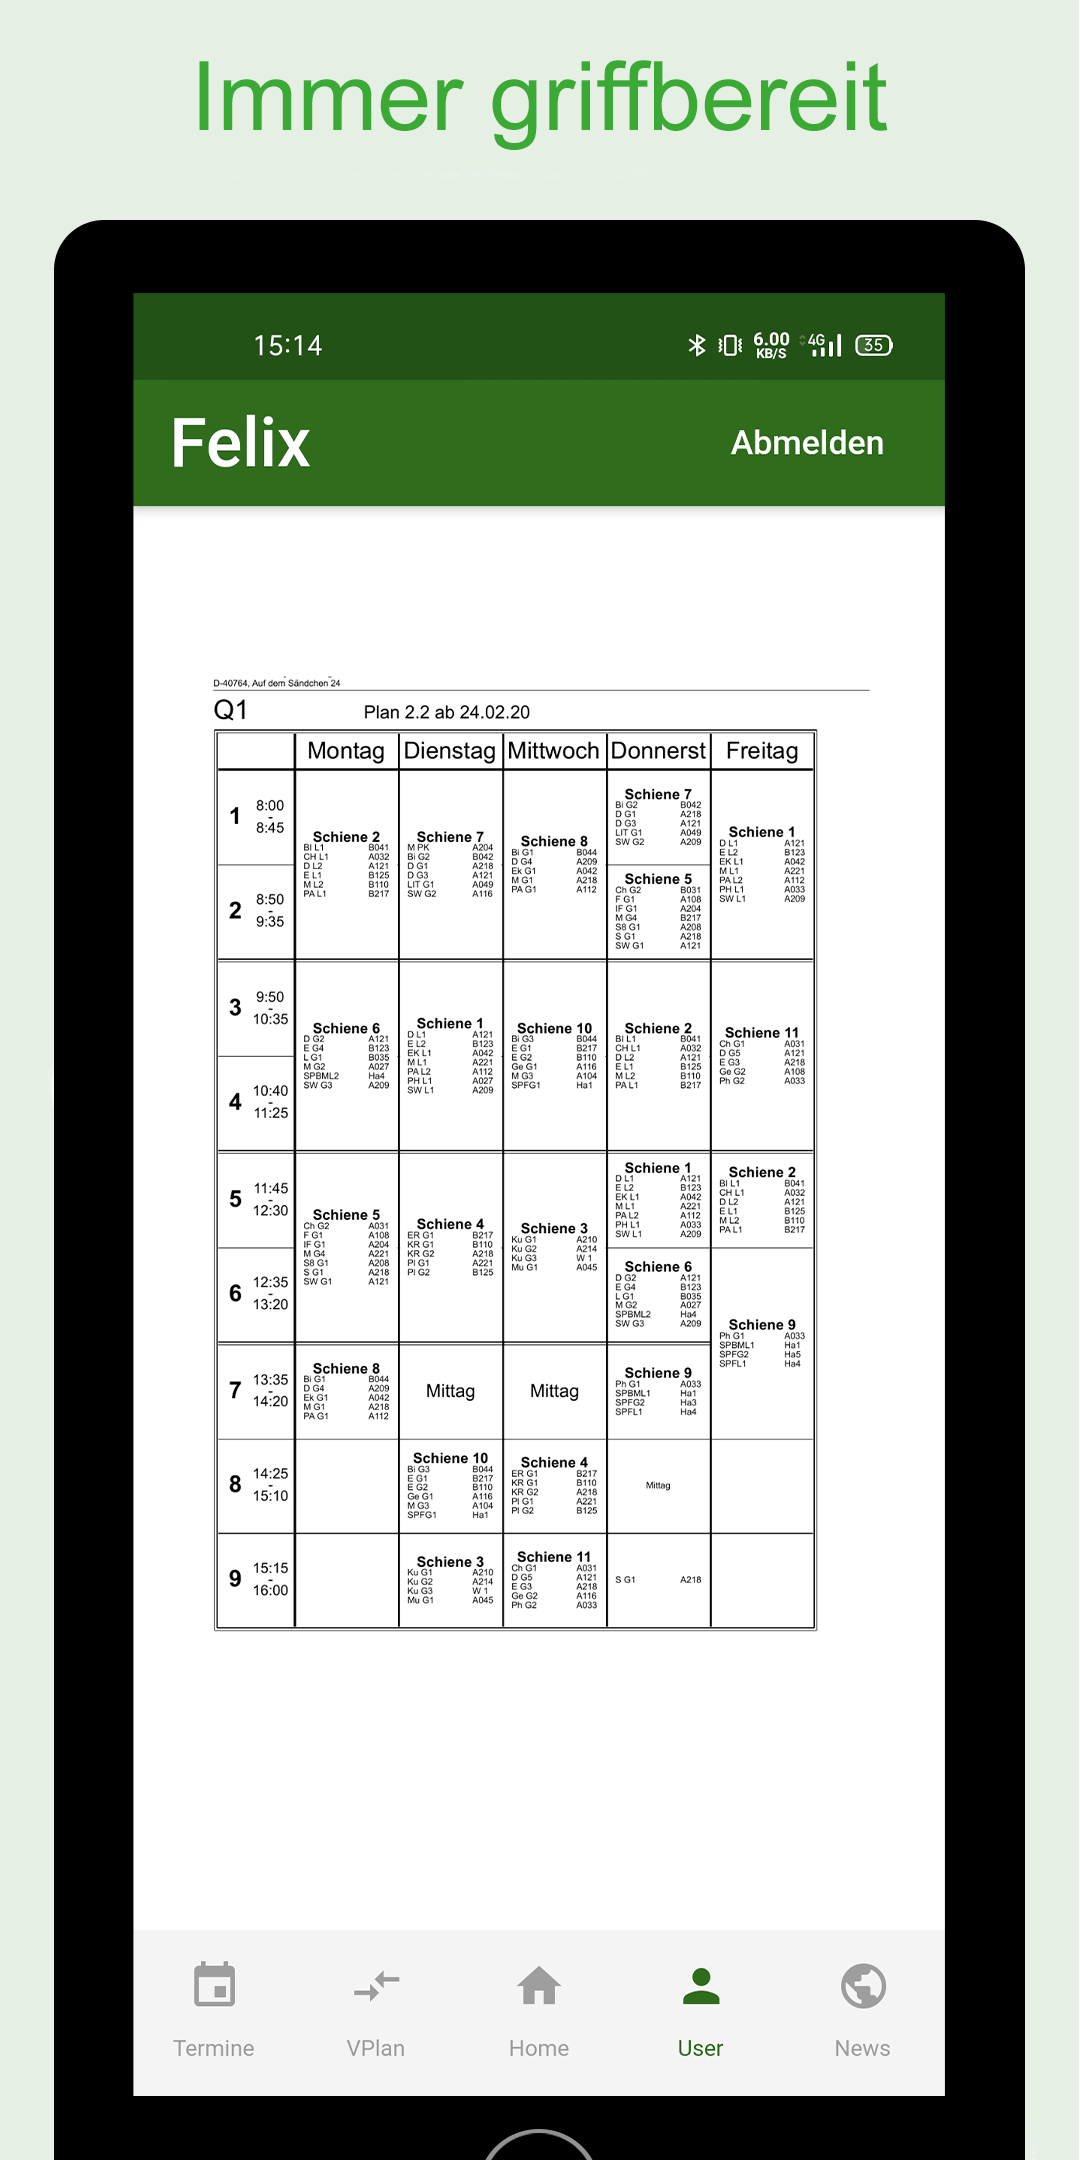 Immer griffbereit
15:14
6.00
KB/S
4G
35
Felix
Abmelden
D-40764, Auf dem Sändchen 24
Q1 Plan 2.2 ab 24.02.20
Montag Dienstag Mittwoch Donnerst Freitag
1 8:00 - 8:45
2 8:50 - 9:35
Schiene 2
BI L1 B041
CH L1 A032
D L2 A121
E L1 B125
M L2 B110
PA L1 B217
Schiene 7
M PK A204
Bi G2 B042
D G1 A218
D G3 A121
LIT G1 A049
SW G2 A116
Schiene 8
Bi G1 B044
D G4 A209
Ek G1 A042
M G1 A218
PA G1 A112
Schiene 7
Bi G2 B042
D G1 A218
D G3 A121
LIT G1 A049
SW G2 A209
Schiene 5
Ch G2 B031
F G1 A108
IF G1 A204
M G4 B217
S8 G1 A208
S G1 A218
SW G1 A121
Schiene 1
D L1 A121
E L2 B123
EK L1 A042
M L1 A221
PA L2 A112
PH L1 A033
SW L1 A209
3 9:50 - 10:35
4 10:40 - 11:25
Schiene 6
D G2 A121
E G4 B123
L G1 B035
M G2 A027
SPBML2 Ha4
SW G3 A209
Schiene 1
D L1 A121
E L2 B123
EK L1 A042
M L1 A221
PA L2 A112
PH L1 A027
SW L1 A209
Schiene 10
Bi G3 B044
E G1 B217
E G2 B110
Ge G1 A116
M G3 A104
SPFG1 Ha1
Schiene 2
BI L1 B041
CH L1 A032
D L2 A121
E L1 B125
M L2 B110
PA L1 B217
Schiene 11
Ch G1 A031
D G5 A121
E G3 A218
Ge G2 A108
Ph G2 A033
5 11:45 - 12:30
6 12:35 - 13:20
Schiene 5
Ch G2 A031
F G1 A108
IF G1 A204
M G4 A221
S8 G1 A208
S G1 A218
SW G1 A121
Schiene 4
ER G1 B217
KR G1 B110
KR G2 A218
Pl G1 A221
Pl G2 B125
Schiene 3
Ku G1 A210
Ku G2 A214
Ku G3 W 1
Mu G1 A045
Schiene 1
D L1 A121
E L2 B123
EK L1 A042
M L1 A221
PA L2 A112
PH L1 A033
SW L1 A209
Schiene 6
D G2 A121
E G4 B123
L G1 B035
M G2 A027
SPBML2 Ha4
SW G3 A209
Schiene 2
BI L1 B041
CH L1 A032
D L2 A121
E L1 B125
M L2 B110
PA L1 B217
Schiene 9
Ph G1 A033
SPBML1 Ha1
SPFG2 Ha5
SPFL1 Ha4
7 13:35 - 14:20
Schiene 8
Bi G1 B044
D G4 A209
Ek G1 A042
M G1 A218
PA G1 A112
Mittag
Mittag
Schiene 9
Ph G1 A033
SPBML1 Ha1
SPFG2 Ha3
SPFL1 Ha4
8 14:25 - 15:10
Schiene 10
Bi G3 B044
E G1 B217
E G2 B110
Ge G1 A116
M G3 A104
SPFG1 Ha1
Schiene 4
ER G1 B217
KR G1 B110
KR G2 A218
Pl G1 A221
Pl G2 B125
Mittag
9 15:15 - 16:00
Schiene 3
Ku G1 A210
Ku G2 A214
Ku G3 W 1
Mu G1 A045
Schiene 11
Ch G1 A031
D G5 A121
E G3 A218
Ge G2 A116
Ph G2 A033
S G1 A218
Termine VPlan Home User News